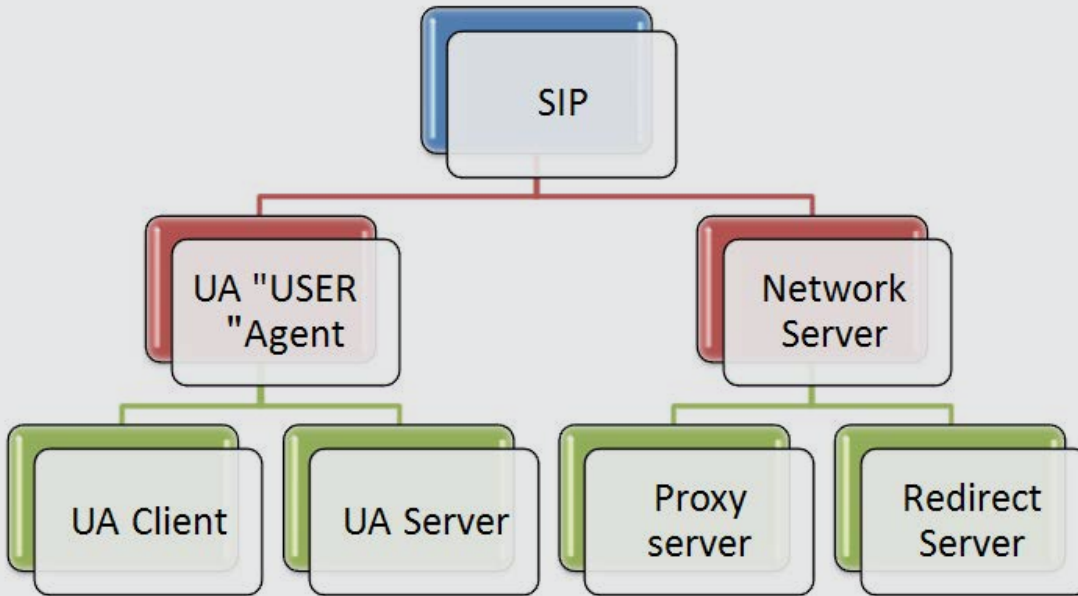 SIP
UA "USER
"Agent
Network
Server
UA Client
UA Server
Proxy
server
Redirect
Server